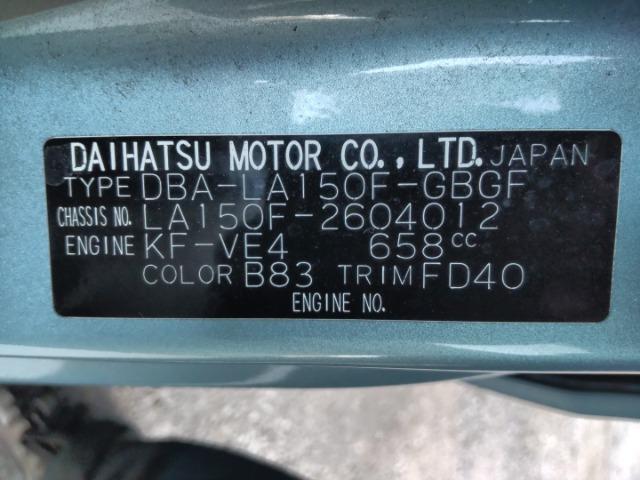 DAIHATSU MOTOR CO.,LTD. JAPAN
TYPE DBA-LA150F-GBGF
CHASSIS NO. LA150F-2604012
ENGINE KF-VE4 658cc
COLOR B83 TRIM FD40
ENGINE NO.